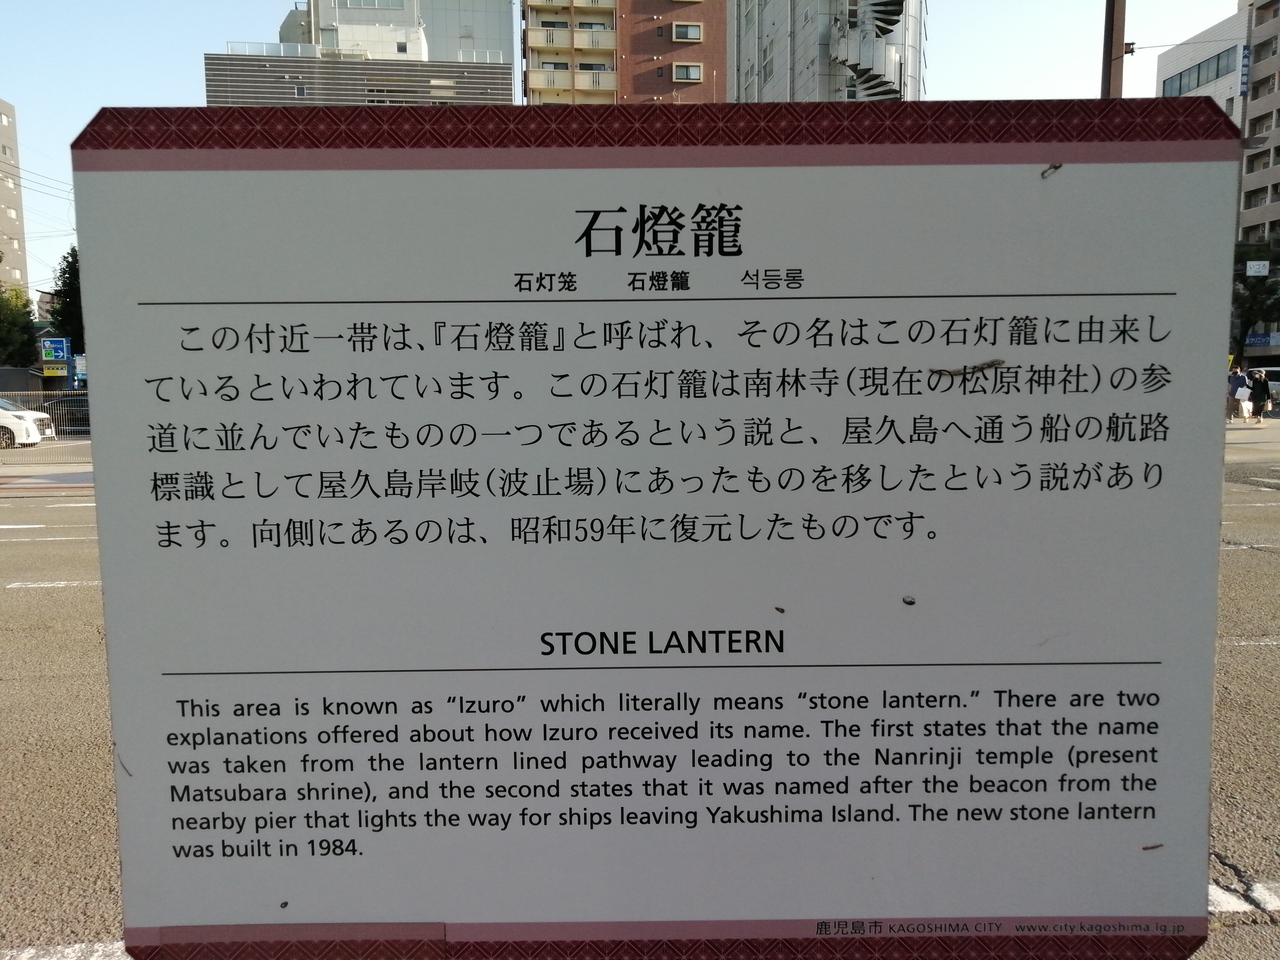 石燈籠
石灯笼 石燈籠 석등롱
この付近一帯は、『石燈籠』と呼ばれ、その名はこの石灯籠に由来し
ているといわれています。この石灯籠は南林寺(現在の松原神社)の参
道に並んでいたものの一つであるという説と、屋久島へ通う船の航路
標識として屋久島岸岐(波止場)にあったものを移したという説があり
ます。向側にあるのは、昭和59年に復元したものです。
STONE LANTERN
This area is known as “Izuro” which literally means “stone lantern.” There are two
explanations offered about how Izuro received its name. The first states that the name
was taken from the lantern lined pathway leading to the Nanrinji temple (present
Matsubara shrine), and the second states that it was named after the beacon from the
nearby pier that lights the way for ships leaving Yakushima Island. The new stone lantern
was built in 1984.
鹿児島市 KAGOSHIMA CITY www.city.kagoshima.lg.jp